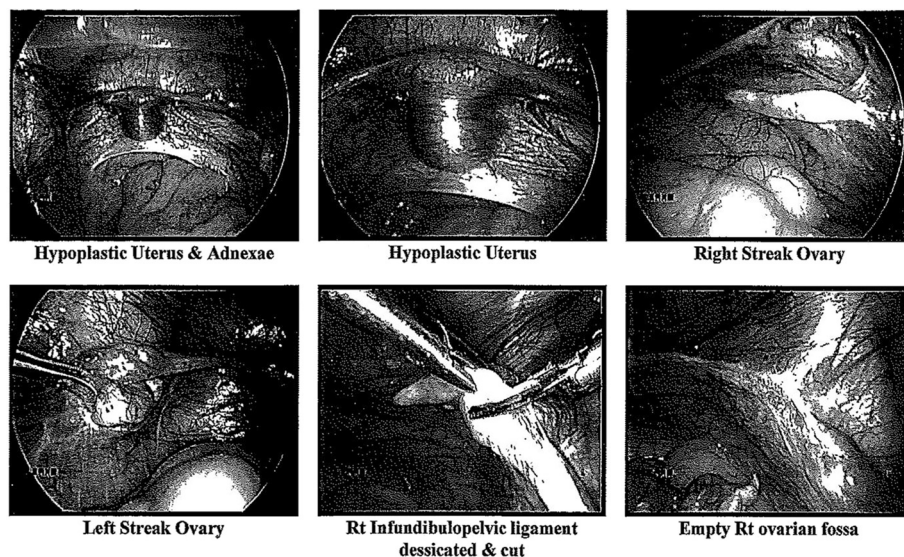 Hypoplastic Uterus & Adnexae
Hypoplastic Uterus
Right Streak Ovary
Left Streak Ovary
Rt Infundibulopelvic ligament
dessicated & cut
Empty Rt ovarian fossa